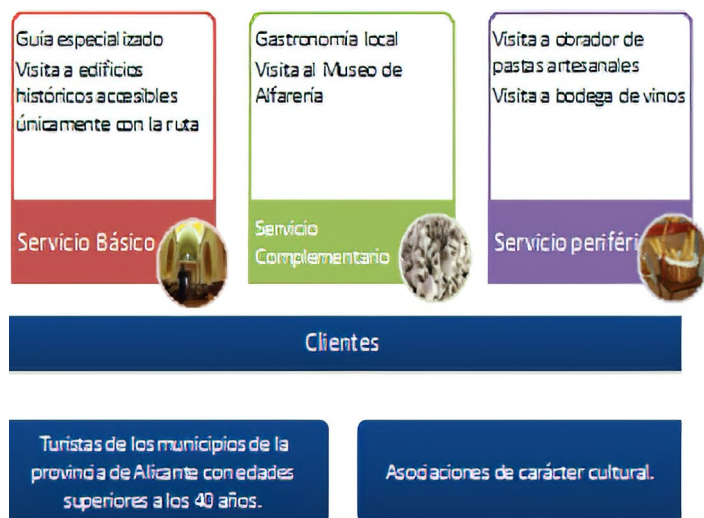 Guía especializado
Visita a edificios
históricos accesibles
únicamente con la ruta
Servicio Básico
Gastronomía local
Visita al Museo de
Alfarería
Servicio
Complementario
Visita a obrador de
pastas artesanales
Visita a bodega de vinos
Servicio periféri
Clientes
Turistas de los municipios de la
provincia de Alicante con edades
superiores a los 40 años.
Asociaciones de carácter cultural.